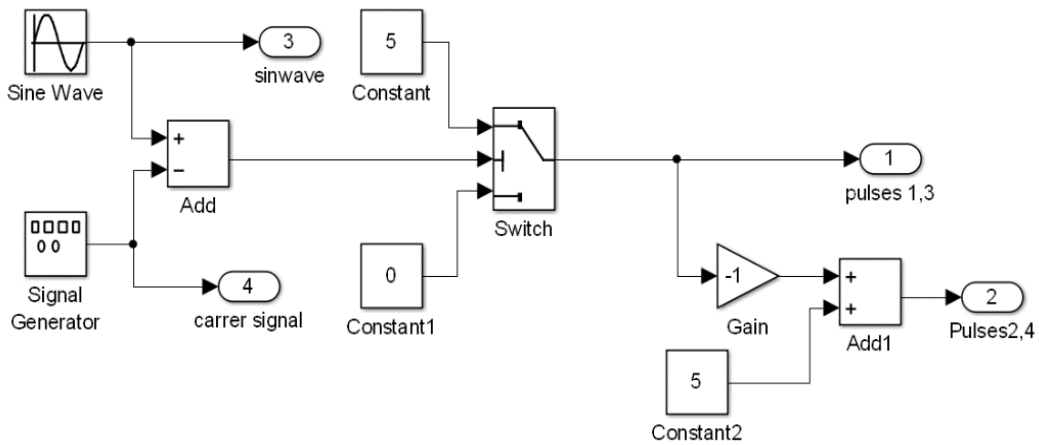 3
5
Sine Wave
sinwave
Constant
+
−
Add
Switch
1
pulses 1,3
0
4
Signal
Generator
carrer signal
Constant1
-1
Gain
+
+
Add1
2
Pulses2,4
5
Constant2